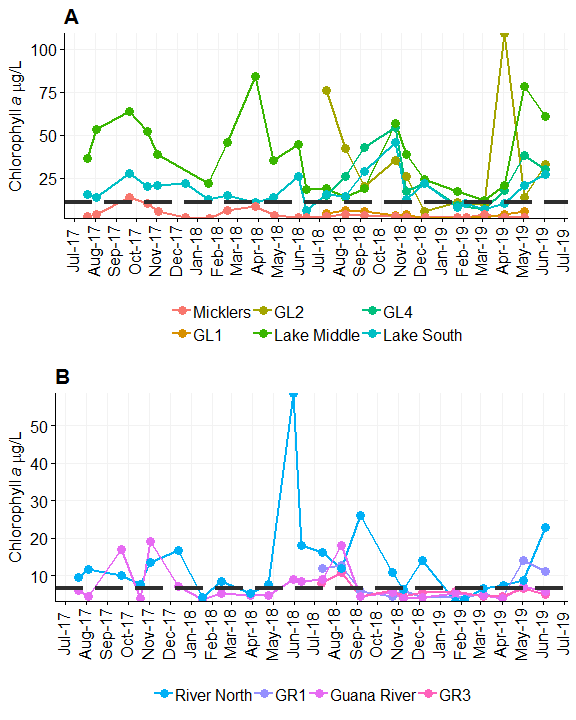 A
Chlorophyll a µg/L
100
75
50
25
Jul-17 Aug-17 Sep-17 Oct-17 Nov-17 Dec-17 Jan-18 Feb-18 Mar-18 Apr-18 May-18 Jun-18 Jul-18 Aug-18 Sep-18 Oct-18 Nov-18 Dec-18 Jan-19 Feb-19 Mar-19 Apr-19 May-19 Jun-19 Jul-19
Micklers GL2 GL4
GL1 Lake Middle Lake South
B
Chlorophyll a µg/L
50
40
30
20
10
Jul-17 Aug-17 Sep-17 Oct-17 Nov-17 Dec-17 Jan-18 Feb-18 Mar-18 Apr-18 May-18 Jun-18 Jul-18 Aug-18 Sep-18 Oct-18 Nov-18 Dec-18 Jan-19 Feb-19 Mar-19 Apr-19 May-19 Jun-19 Jul-19
River North GR1 Guana River GR3